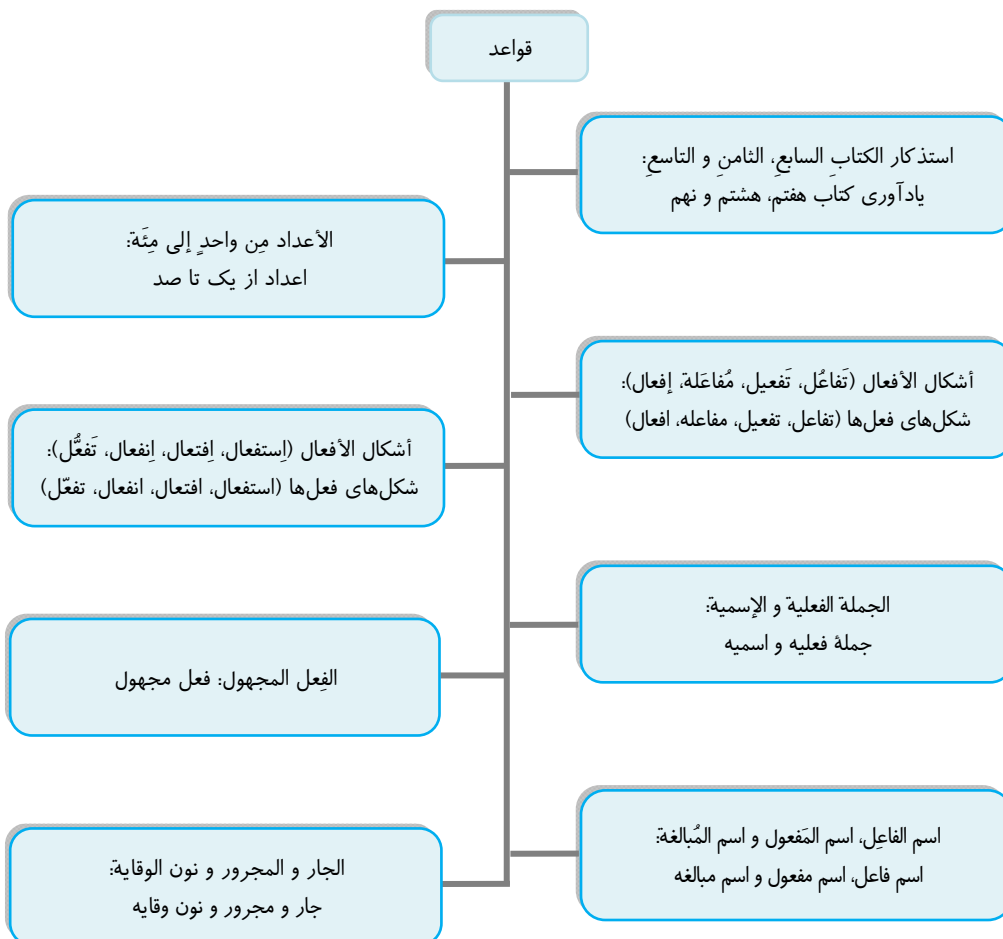 قواعد
استذكار الكتابِ السابعِ، الثامنِ و التاسعِ:
یادآوری کتاب هفتم، هشتم و نهم
الأعداد مِن واحدٍ إلی مِئَة:
اعداد از یک تا صد
أشكال الأفعال (تَفاعُل، تَفعيل، مُفاعَلة، إفعال):
شکل‌های فعل‌ها (تفاعل، تفعیل، مفاعله، افعال)
أشكال الأفعال (اِستفعال، اِفتعال، اِنفعال، تَفعُّل):
شکل‌های فعل‌ها (استفعال، افتعال، انفعال، تفعّل)
الجملة الفعلية و الإسمية:
جملهٔ فعلیه و اسمیه
الفِعل المجهول: فعل مجهول
اسم الفاعِل، اسم المَفعول و اسم المُبالغة:
اسم فاعل، اسم مفعول و اسم مبالغه
الجار و المجرور و نون الوقایة:
جار و مجرور و نون وقایه